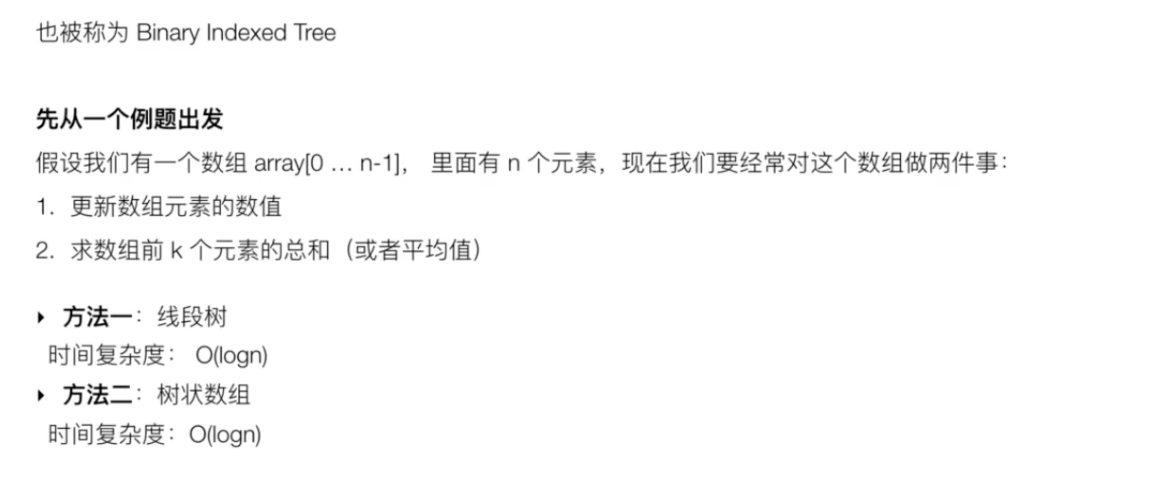 也被称为 Binary Indexed Tree
先从一个例题出发
假设我们有一个数组 array[0 … n-1]， 里面有 n 个元素，现在我们要经常对这个数组做两件事：
1. 更新数组元素的数值
2. 求数组前 k 个元素的总和（或者平均值）
‣ 方法一：线段树
时间复杂度： O(logn)
‣ 方法二：树状数组
时间复杂度：O(logn)